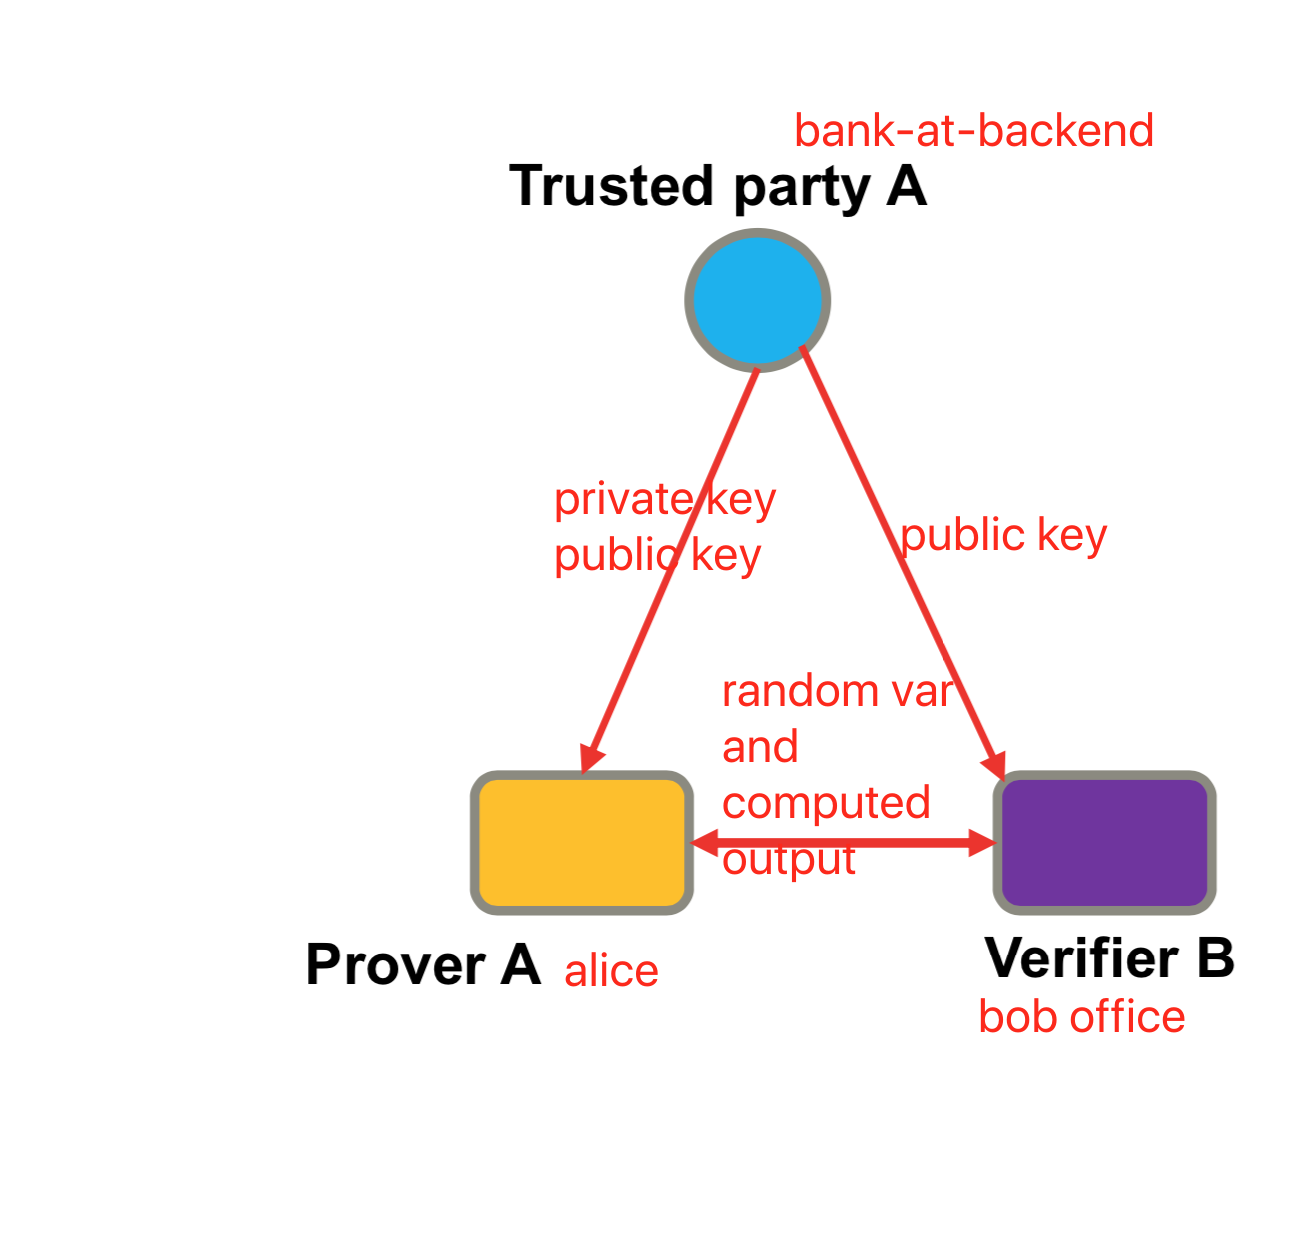 bank-at-backend
Trusted party A
private key
public key
public key
random var
and
computed
output
Prover A
alice
Verifier B
bob office